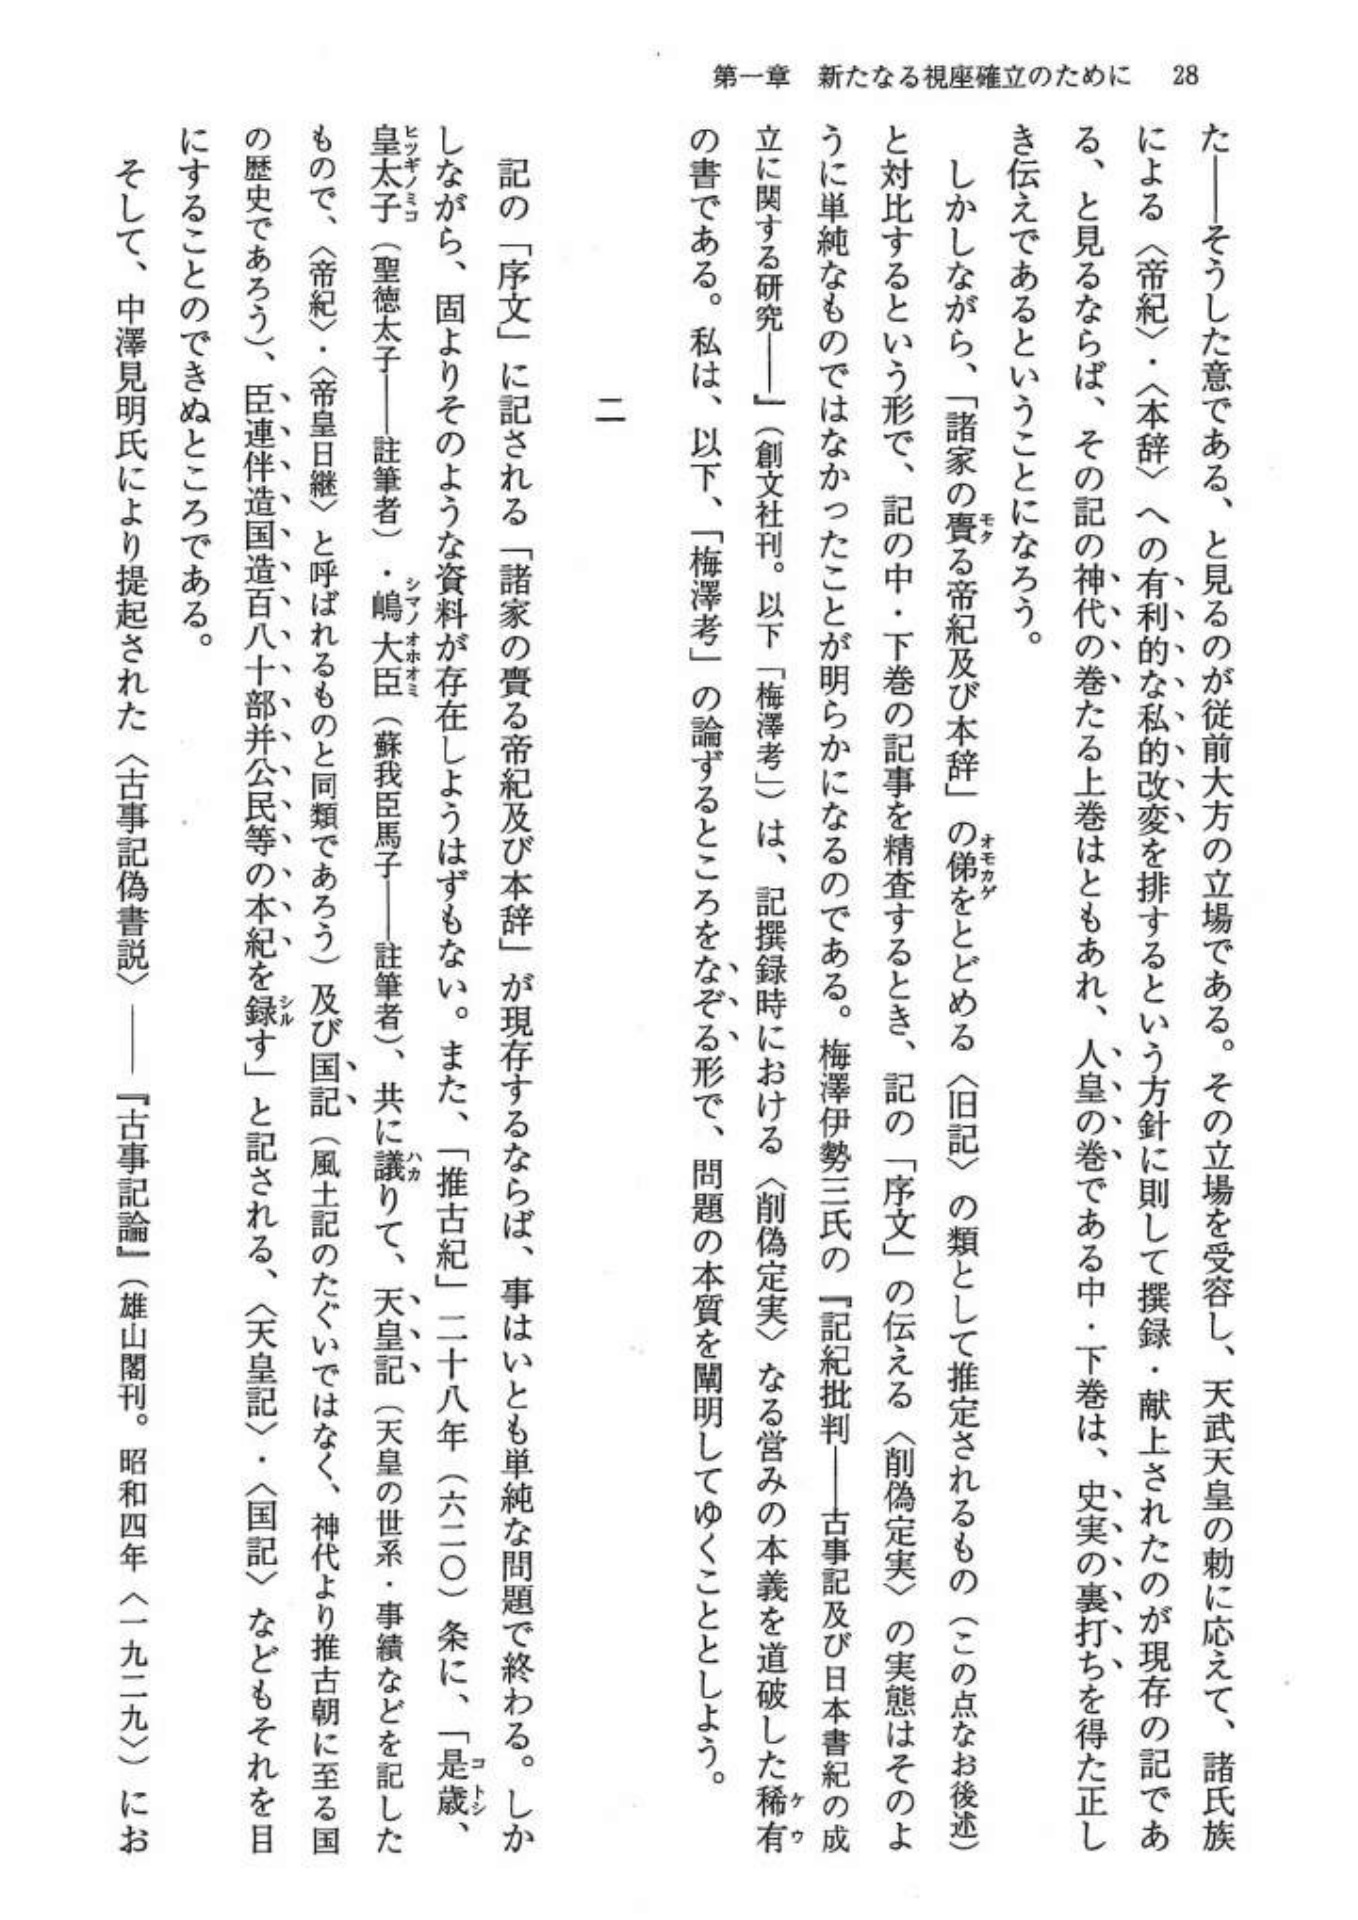 第一章　新たなる視座確立のために　28
た――そうした意である、と見るのが従前大方の立場である。その立場を受容し、天武天皇の勅に応えて、諸氏族
による〈帝紀〉・〈本辞〉への有利的な私的改変を排するという方針に則して撰録・献上されたのが現存の記であ
る、と見るならば、その記の神代の巻たる上巻はともあれ、人皇の巻である中・下巻は、史実の裏打ちを得た正し
き伝えであるということになろう。
　しかしながら、「諸家の賷る帝紀及び本辞」の俤をとどめる〈旧記〉の類として推定されるもの（この点なお後述）
と対比するという形で、記の中・下巻の記事を精査するとき、記の「序文」の伝える〈削偽定実〉の実態はそのよ
うに単純なものではなかったことが明らかになるのである。梅澤伊勢三氏の『記紀批判――古事記及び日本書紀の成
立に関する研究――』（創文社刊。以下「梅澤考」）は、記撰録時における〈削偽定実〉なる営みの本義を道破した稀有
の書である。私は、以下、「梅澤考」の論ずるところをなぞる形で、問題の本質を闡明してゆくこととしよう。
二
　記の「序文」に記される「諸家の賷る帝紀及び本辞」が現存するならば、事はいとも単純な問題で終わる。しか
しながら、固よりそのような資料が存在しようはずもない。また、「推古紀」二十八年（六二〇）条に、「是歳、
皇太子（聖徳太子――註筆者）・嶋大臣（蘇我臣馬子――註筆者）、共に議りて、天皇記（天皇の世系・事績などを記した
もので、〈帝紀〉・〈帝皇日継〉と呼ばれるものと同類であろう）及び国記（風土記のたぐいではなく、神代より推古朝に至る国
の歴史であろう）、臣連伴造国造百八十部并公民等の本紀を録す」と記される、〈天皇記〉・〈国記〉などもそれを目
にすることのできぬところである。
　そして、中澤見明氏により提起された〈古事記偽書説〉――『古事記論』（雄山閣刊。昭和四年〈一九二九〉）にお